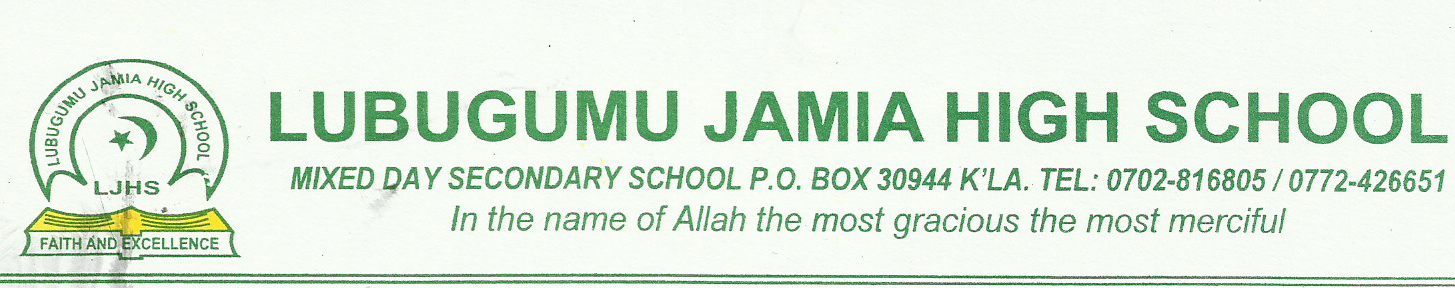 LUBUGUMU JAMIA HIGH SCHOOL
LJHS
FAITH AND EXCELLENCE
LUBUGUMU JAMIA HIGH SCHOOL
MIXED DAY SECONDARY SCHOOL P.O. BOX 30944 K'LA. TEL: 0702-816805 / 0772-426651
In the name of Allah the most gracious the most merciful